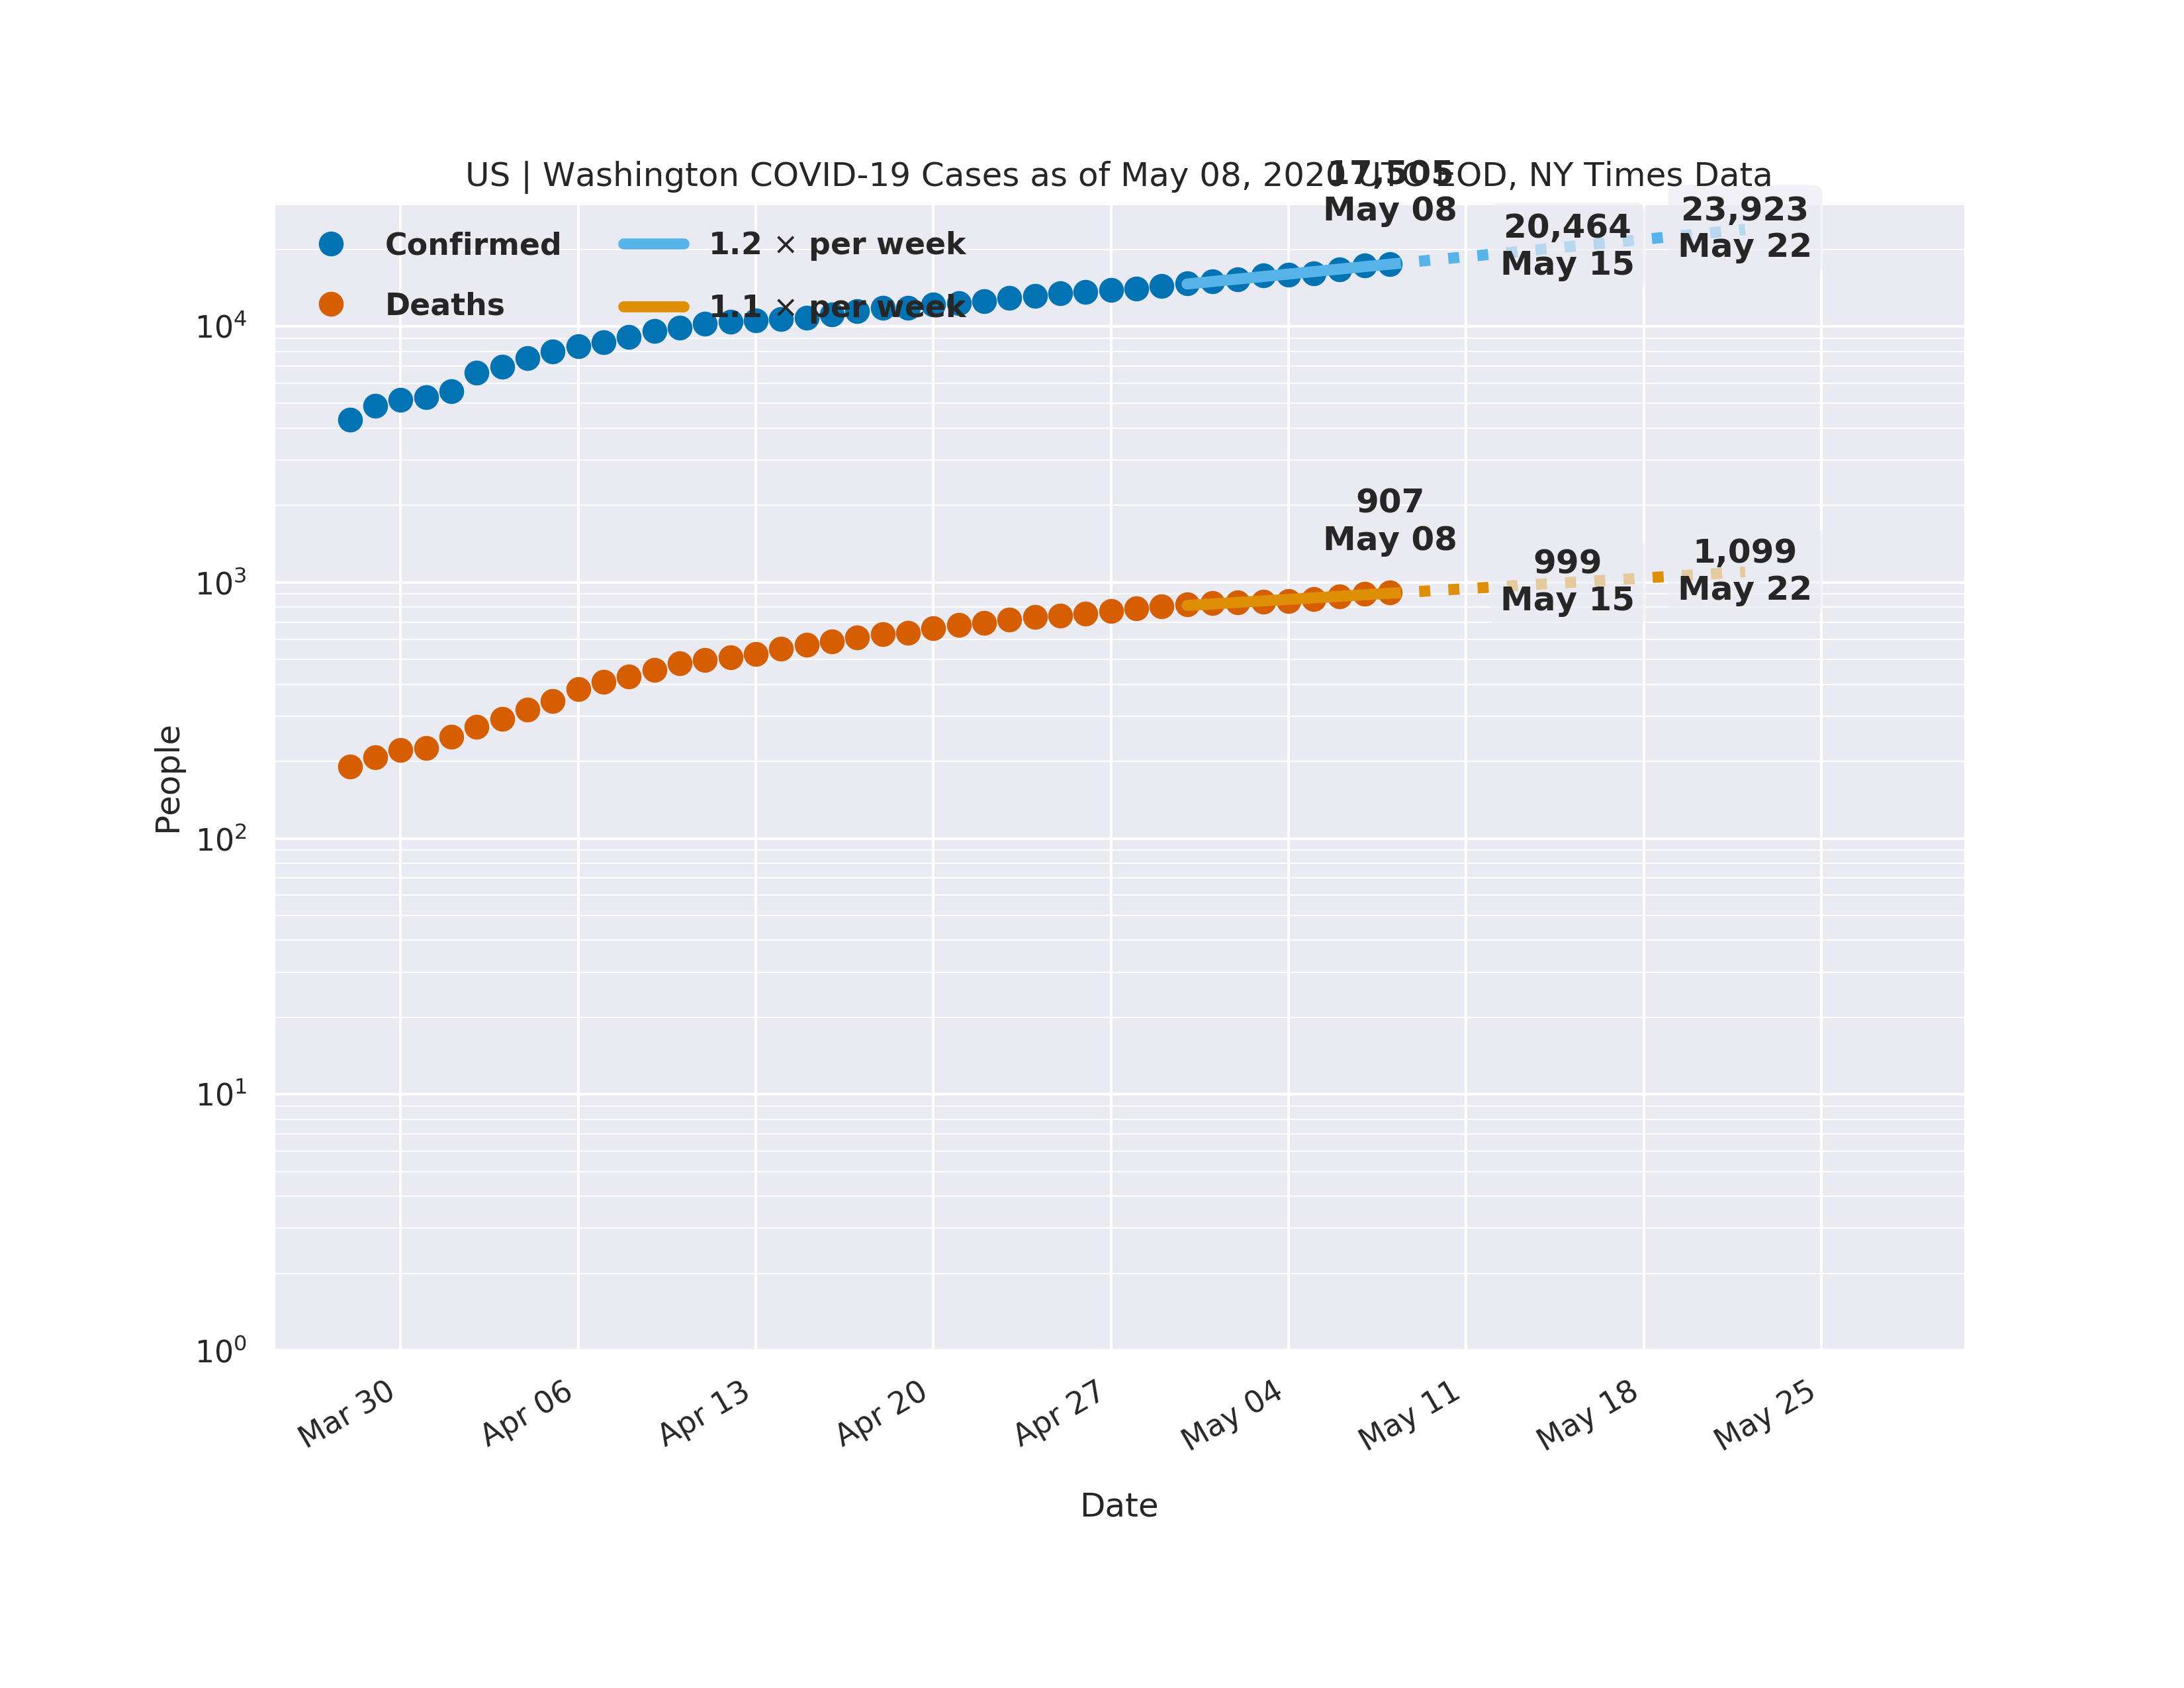 US | Washington COVID-19 Cases as of May 08, 2020 UTC EOD, NY Times Data
17,505
May 08
20,464
May 15
23,923
May 22
Confirmed
1.2 × per week
Deaths
1.1 × per week
907
May 08
999
May 15
1,099
May 22
People
10⁴
10³
10²
10¹
10⁰
Mar 30
Apr 06
Apr 13
Apr 20
Apr 27
May 04
May 11
May 18
May 25
Date